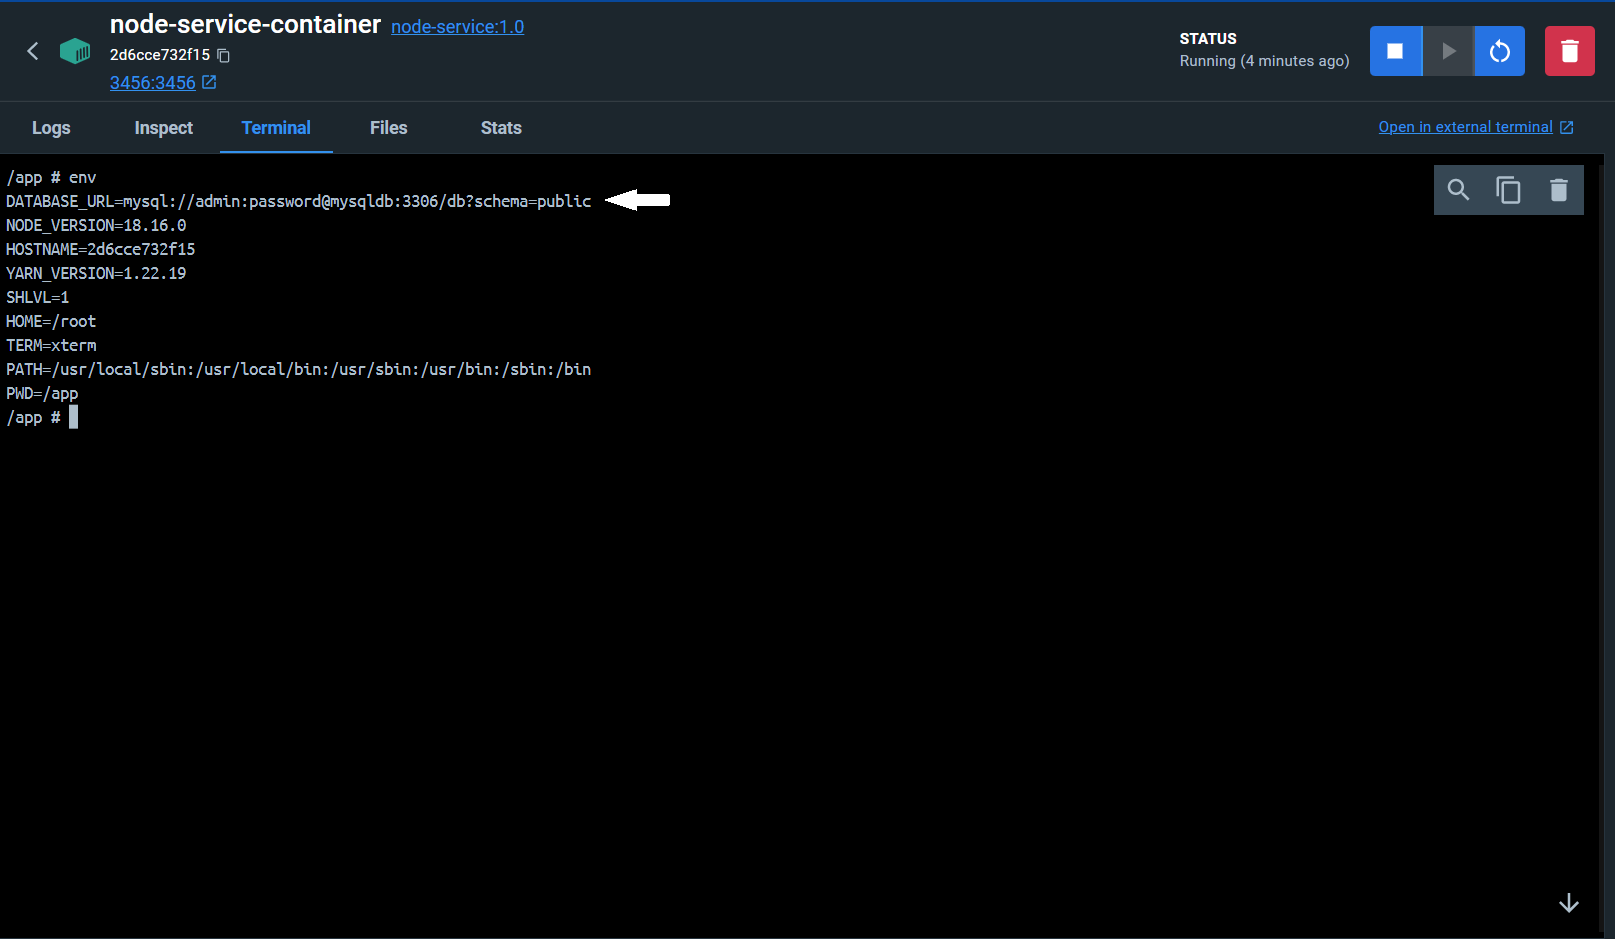 node-service-container node-service:1.0
2d6cce732f15
3456:3456
STATUS
Running (4 minutes ago)
Logs Inspect Terminal Files Stats
Open in external terminal
/app # env
DATABASE_URL=mysql://admin:password@mysqldb:3306/db?schema=public
NODE_VERSION=18.16.0
HOSTNAME=2d6cce732f15
YARN_VERSION=1.22.19
SHLVL=1
HOME=/root
TERM=xterm
PATH=/usr/local/sbin:/usr/local/bin:/usr/sbin:/usr/bin:/sbin:/bin
PWD=/app
/app #